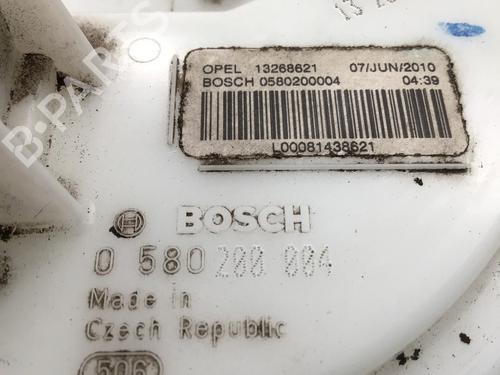 OPEL 13268621 07/JUN/2010
BOSCH 0580200004 04:39
L00081438621
BOSCH
0 580 200 004
Made in
Czech Republic
506
B-PARTS